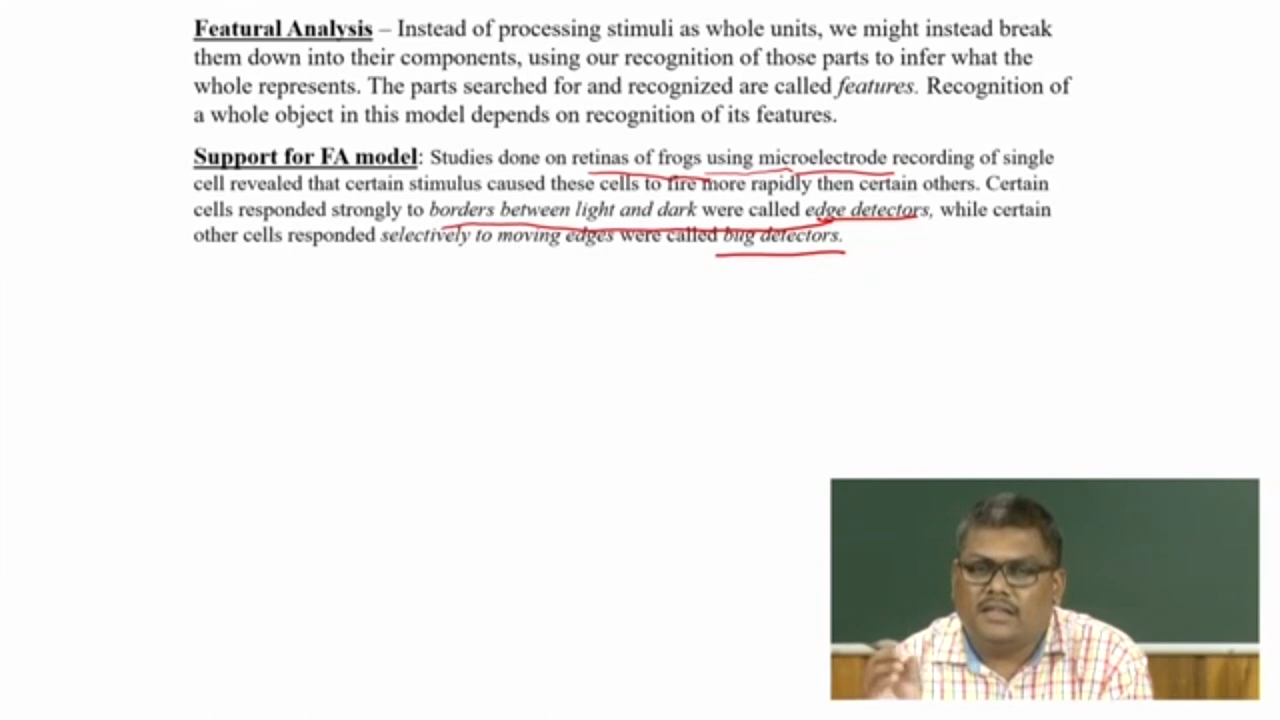 Featural Analysis – Instead of processing stimuli as whole units, we might instead break
them down into their components, using our recognition of those parts to infer what the
whole represents. The parts searched for and recognized are called features. Recognition of
a whole object in this model depends on recognition of its features.
Support for FA model: Studies done on retinas of frogs using microelectrode recording of single
cell revealed that certain stimulus caused these cells to fire more rapidly then certain others. Certain
cells responded strongly to borders between light and dark were called edge detectors, while certain
other cells responded selectively to moving edges were called bug detectors.